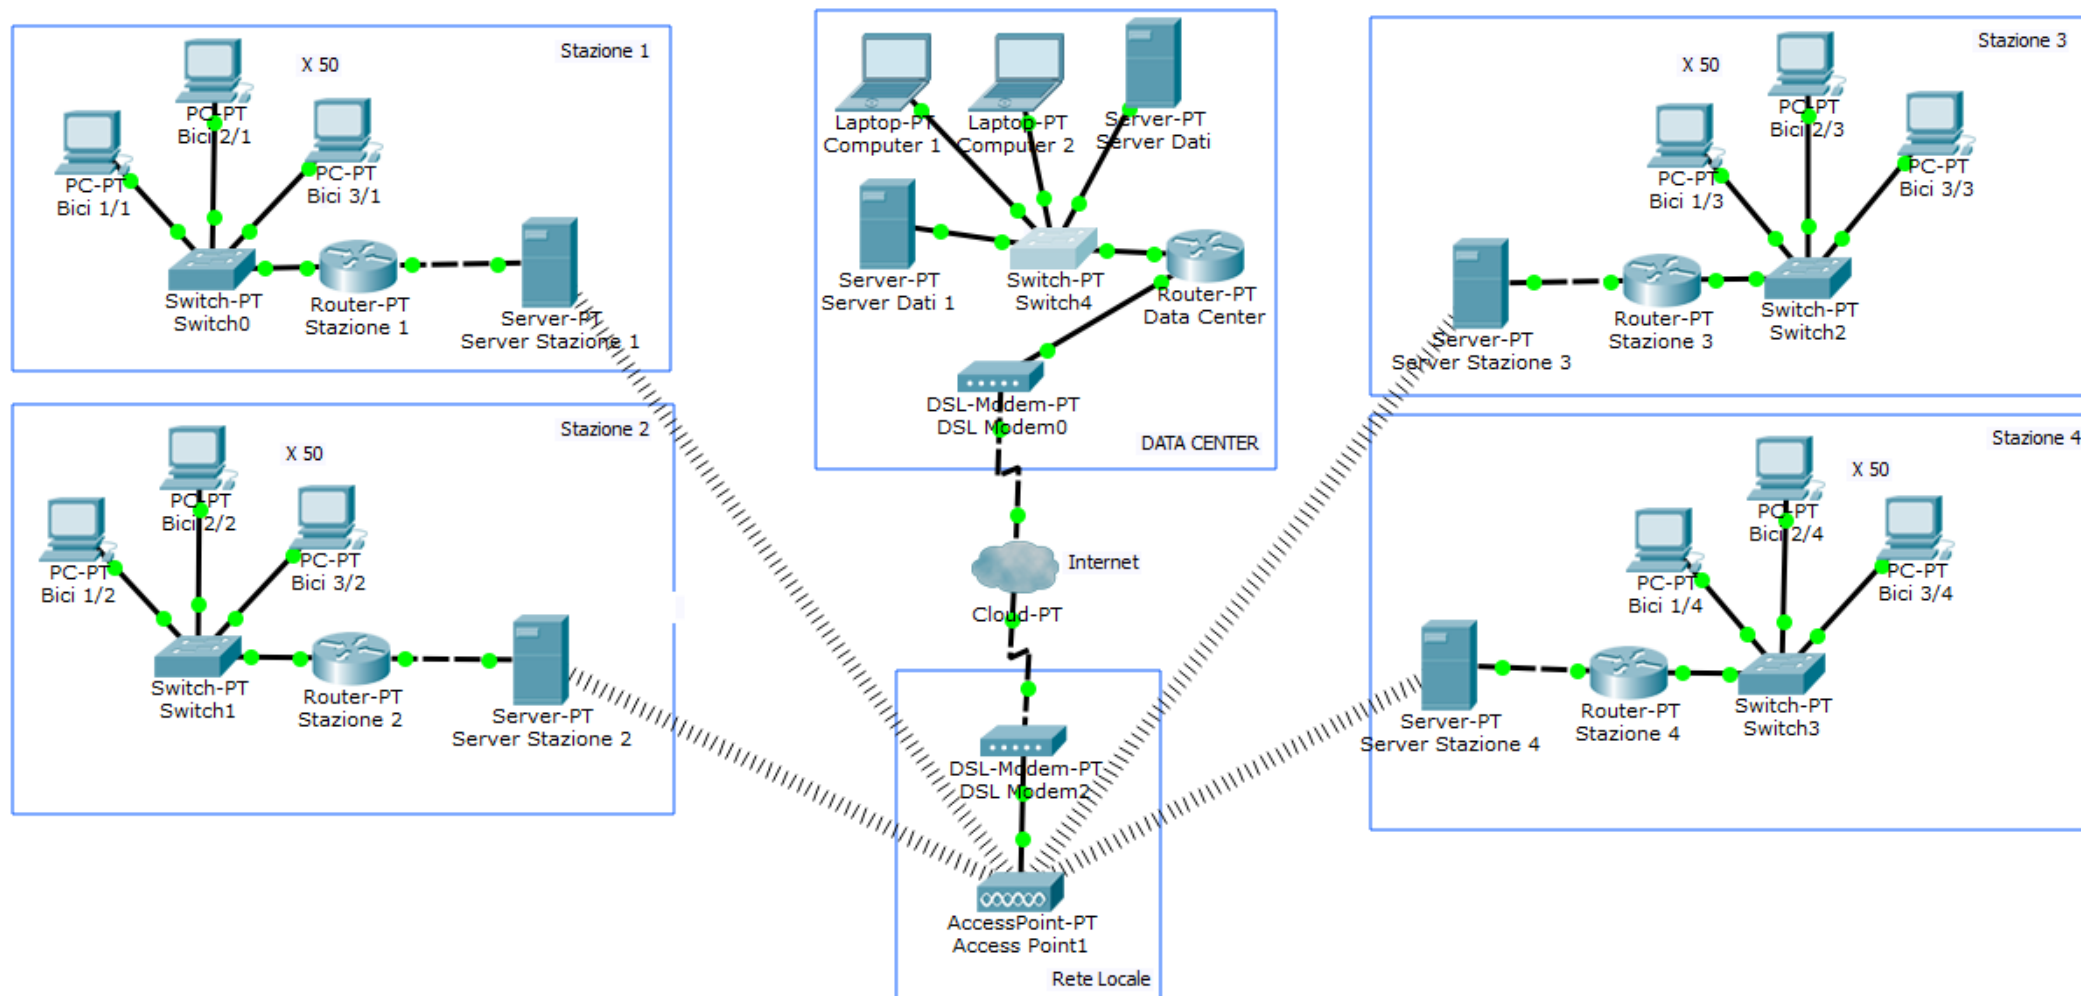 Stazione 1
X 50
PC-PT
Bici 2/1
PC-PT
Bici 1/1
PC-PT
Bici 3/1
Switch-PT
Switch0
Router-PT
Stazione 1
Server-PT
Server Stazione 1
Stazione 2
X 50
PC-PT
Bici 2/2
PC-PT
Bici 1/2
PC-PT
Bici 3/2
Switch-PT
Switch1
Router-PT
Stazione 2
Server-PT
Server Stazione 2
Laptop-PT
Computer 1
Laptop-PT
Computer 2
Server-PT
Server Dati
Server-PT
Server Dati 1
Switch-PT
Switch4
Router-PT
Data Center
DSL-Modem-PT
DSL Modem0
DATA CENTER
Internet
Cloud-PT
DSL-Modem-PT
DSL Modem2
AccessPoint-PT
Access Point1
Rete Locale
Stazione 3
X 50
PC-PT
Bici 2/3
PC-PT
Bici 1/3
PC-PT
Bici 3/3
Switch-PT
Switch2
Router-PT
Stazione 3
Server-PT
Server Stazione 3
Stazione 4
X 50
PC-PT
Bici 2/4
PC-PT
Bici 1/4
PC-PT
Bici 3/4
Switch-PT
Switch3
Router-PT
Stazione 4
Server-PT
Server Stazione 4